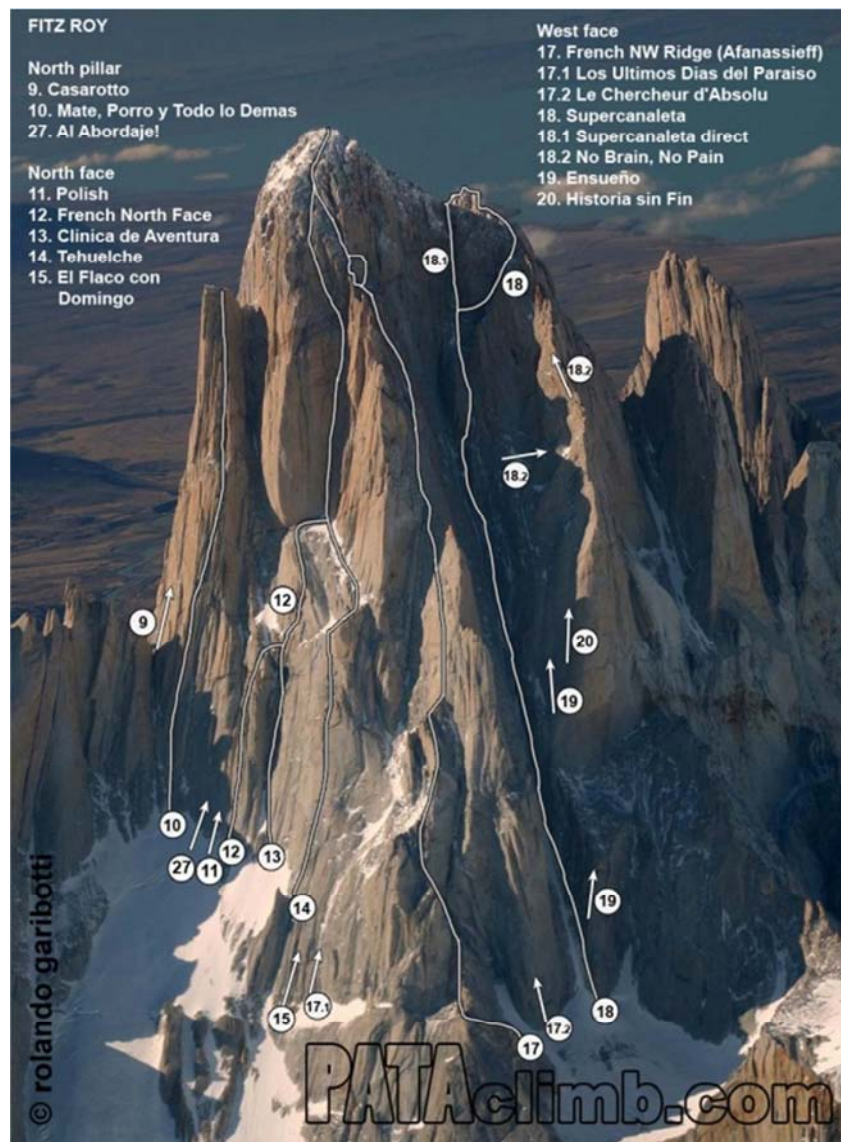 FITZ ROY
North pillar
9. Casarotto
10. Mate, Porro y Todo lo Demas
27. Al Abordaje!
North face
11. Polish
12. French North Face
13. Clinica de Aventura
14. Tehuelche
15. El Flaco con
Domingo
West face
17. French NW Ridge (Afanassieff)
17.1 Los Ultimos Dias del Paraiso
17.2 Le Chercheur d'Absolu
18. Supercanaleta
18.1 Supercanaleta direct
18.2 No Brain, No Pain
19. Ensueño
20. Historia sin Fin
18.1
18
18.2
18.2
12
9
20
19
10
27
11
12
13
14
19
15
17.1
17
17.2
18
© rolando garibotti
PATAclimb.com